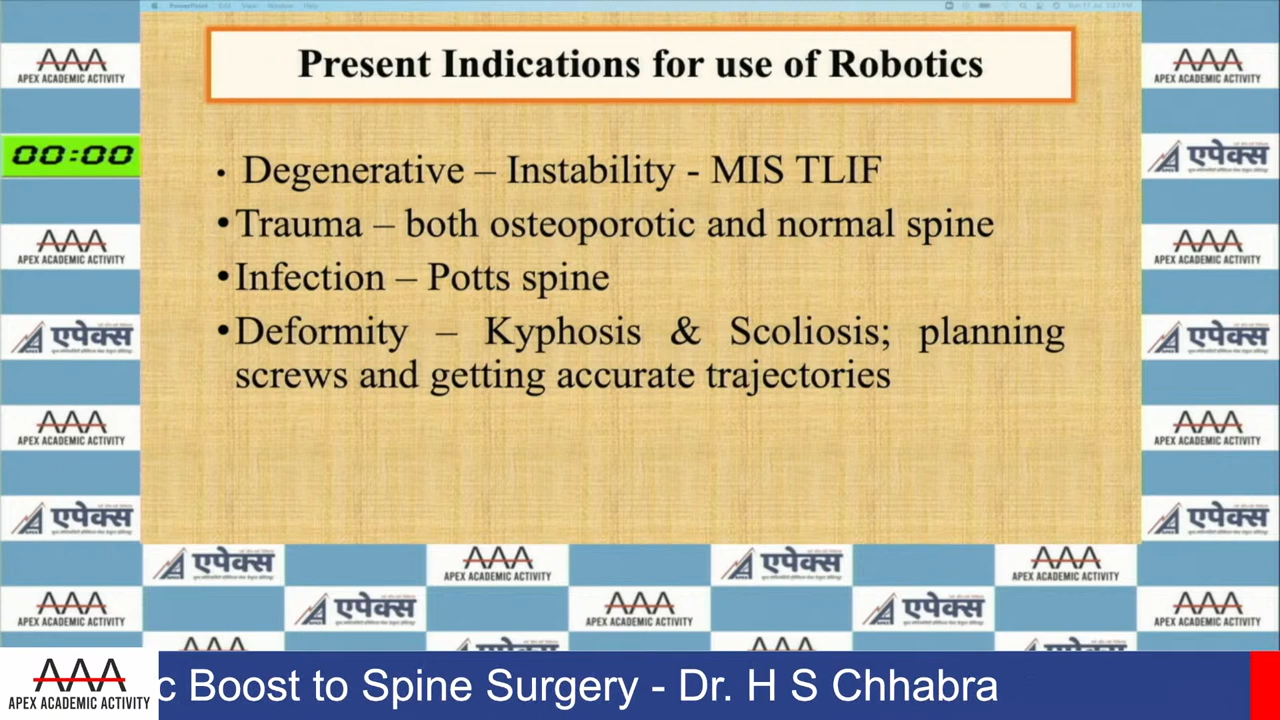 Present Indications for use of Robotics
• Degenerative – Instability - MIS TLIF
•Trauma – both osteoporotic and normal spine
•Infection – Potts spine
•Deformity – Kyphosis & Scoliosis; planning
screws and getting accurate trajectories
00:00
AAA
APEX ACADEMIC ACTIVITY
एपेक्स
c Boost to Spine Surgery - Dr. H S Chhabra